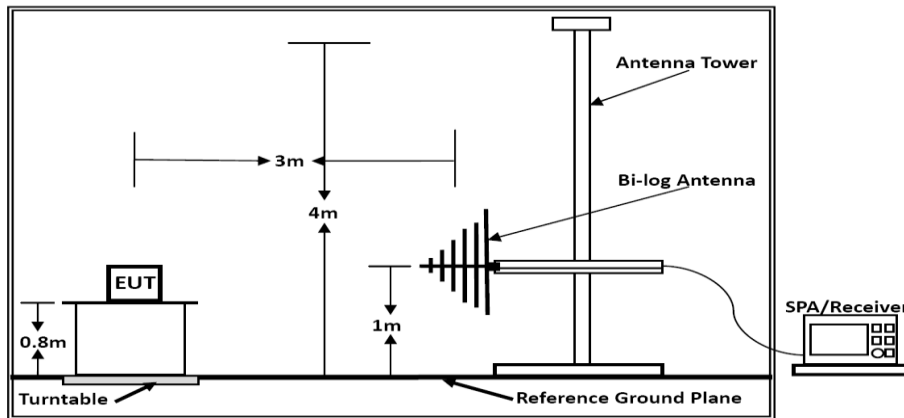 Antenna Tower
3m
Bi-log Antenna
4m
EUT
SPA/Receiver
0.8m
1m
Turntable
Reference Ground Plane